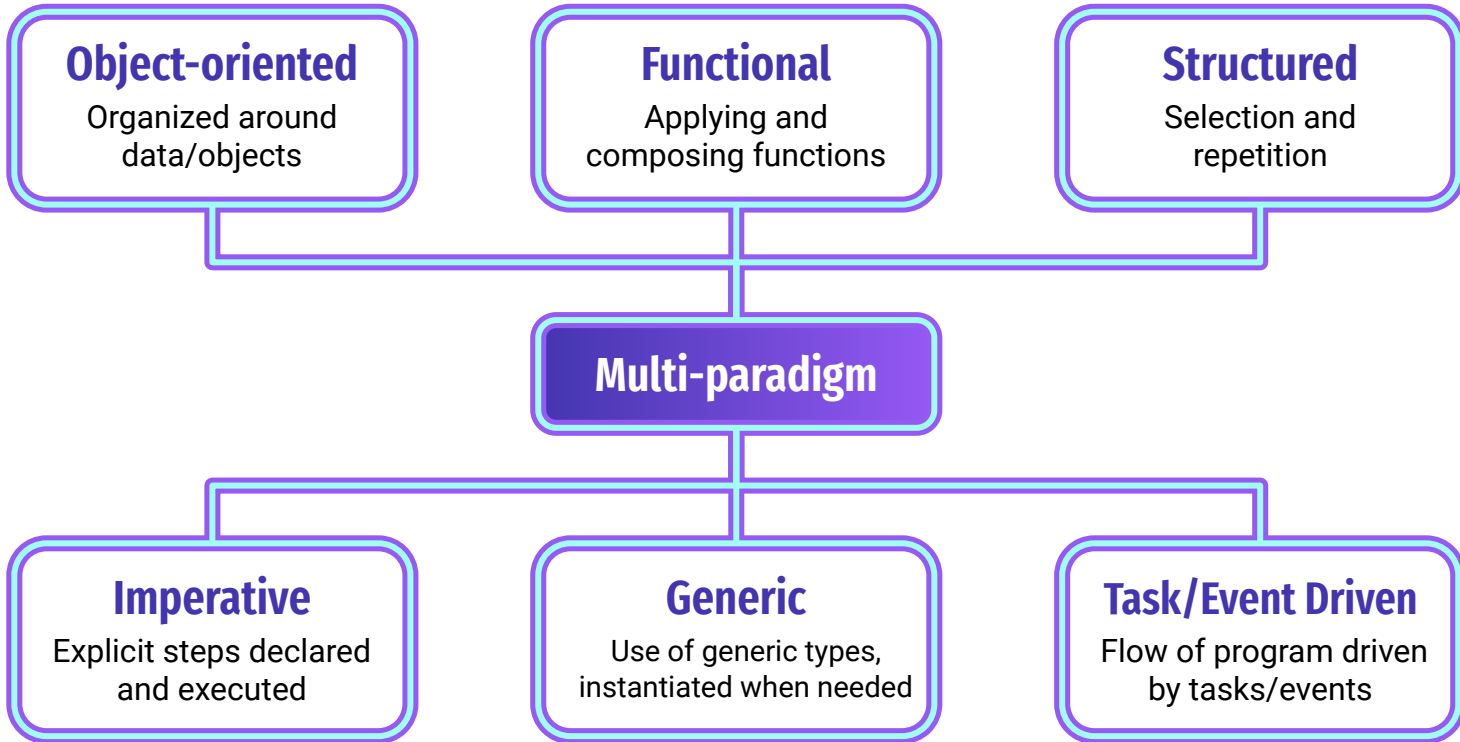 Object-oriented
Organized around
data/objects
Functional
Applying and
composing functions
Structured
Selection and
repetition
Multi-paradigm
Imperative
Explicit steps declared
and executed
Generic
Use of generic types,
instantiated when needed
Task/Event Driven
Flow of program driven
by tasks/events